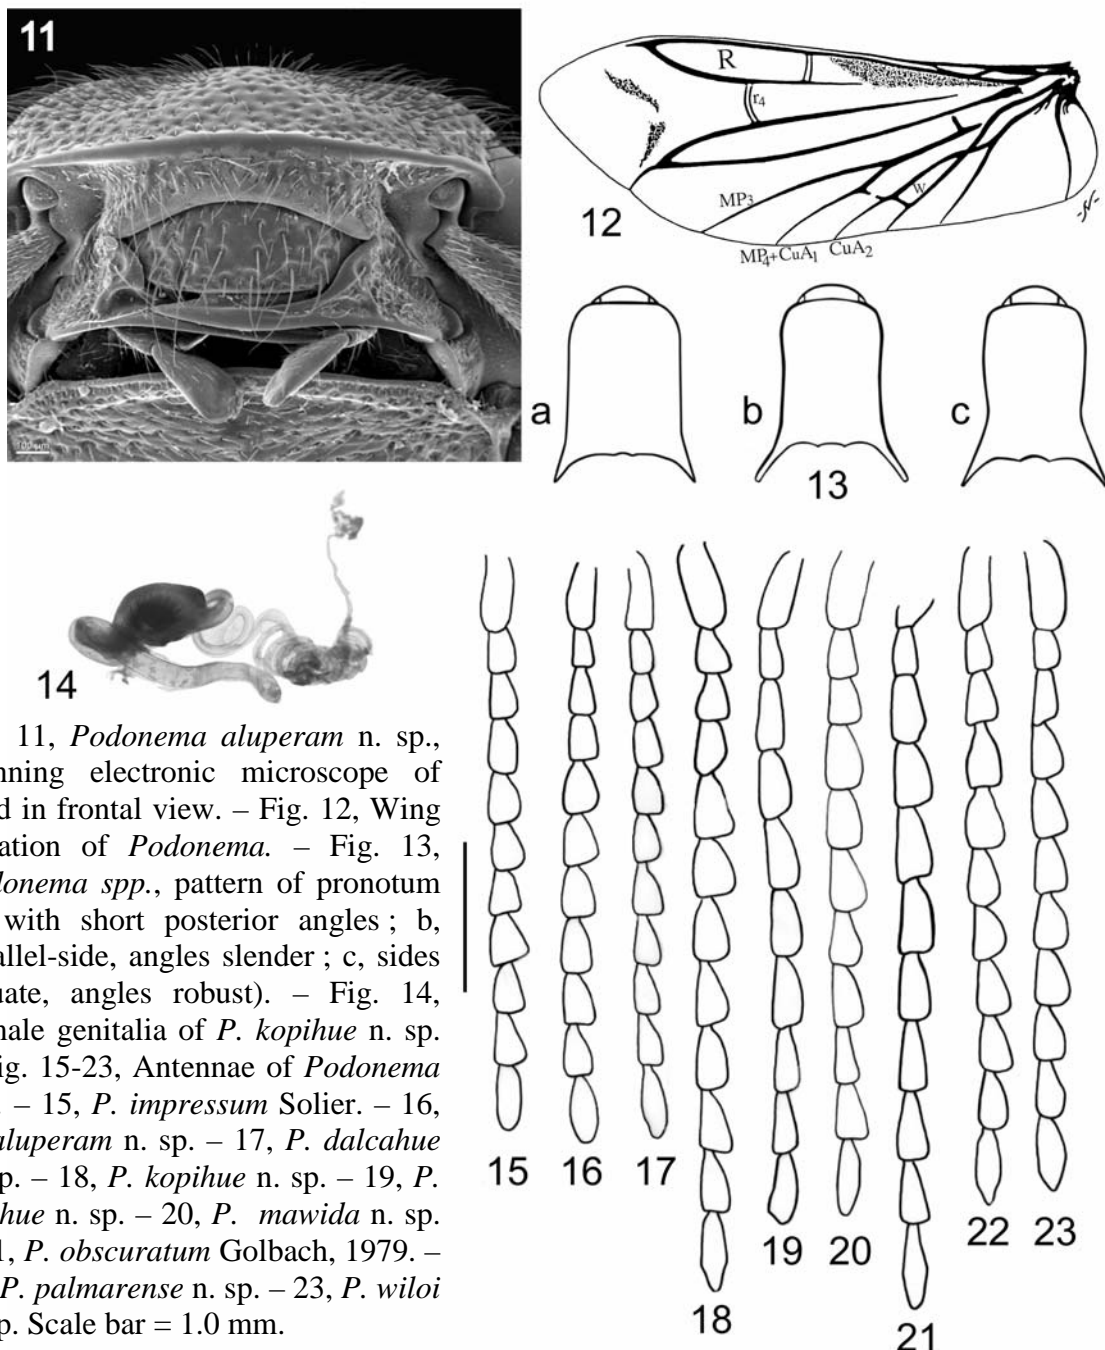 11
R
r4
W
MP3
12
MP4+CuA1 CuA2
a
b
c
13
100 µm
14
11, Podonema aluperam n. sp.,
nning electronic microscope of
d in frontal view. – Fig. 12, Wing
ation of Podonema. – Fig. 13,
donema spp., pattern of pronotum
with short posterior angles ; b,
allel-side, angles slender ; c, sides
uate, angles robust). – Fig. 14,
nale genitalia of P. kopihue n. sp.
ig. 15-23, Antennae of Podonema
. – 15, P. impressum Solier. – 16,
aluperam n. sp. – 17, P. dalcahue
p. – 18, P. kopihue n. sp. – 19, P.
hue n. sp. – 20, P. mawida n. sp.
1, P. obscuratum Golbach, 1979. –
P. palmarense n. sp. – 23, P. wiloi
p. Scale bar = 1.0 mm.
15
16
17
18
19
20
21
22
23